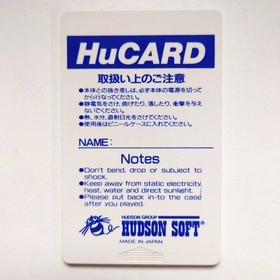 HuCARD
取扱い上のご注意
●本体との抜き差しは、必ず本体の電源を切って
から行なってください。
●静電気をさけ、曲げたり、落したり、衝撃を与え
ないでください。
●熱、水分、直射日光をさけてください。
●使用後はビニールケースに入れてください。
NAME:
Notes
●Don't bend, drop or subject to
shock.
●Keep away from static electricity,
heat, water and direct sunlight.
●Please put back in-to the case
after you played.
HUDSON GROUP
HUDSON SOFT
MADE IN JAPAN